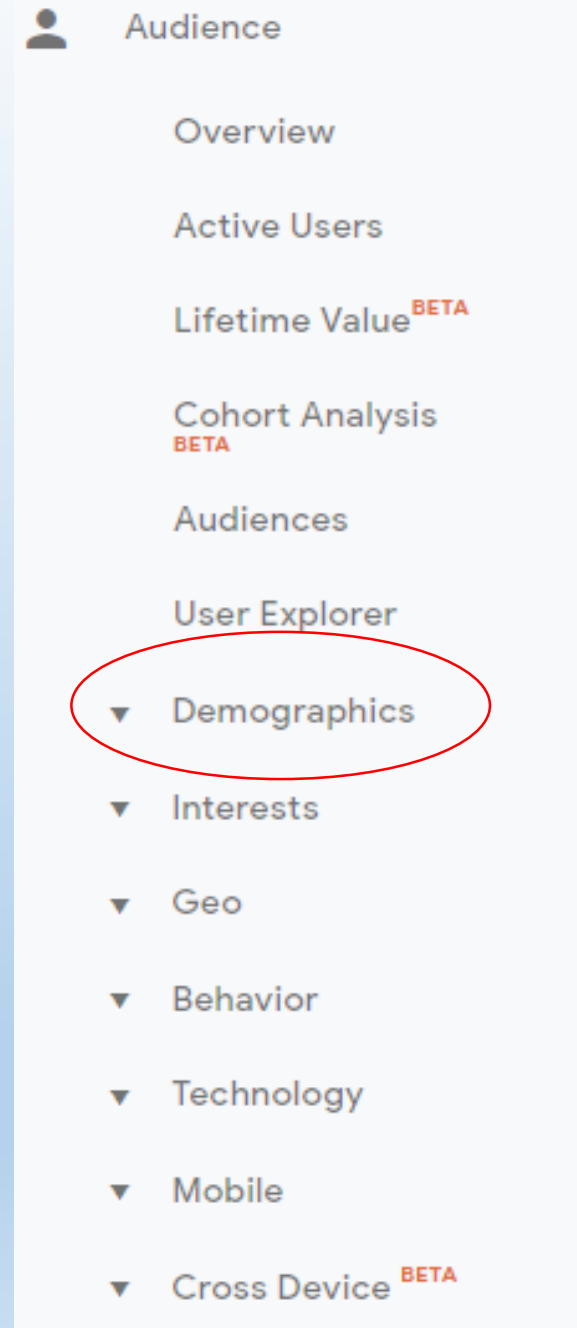 Audience
Overview
Active Users
Lifetime Value BETA
Cohort Analysis
BETA
Audiences
User Explorer
Demographics
Interests
Geo
Behavior
Technology
Mobile
Cross Device BETA